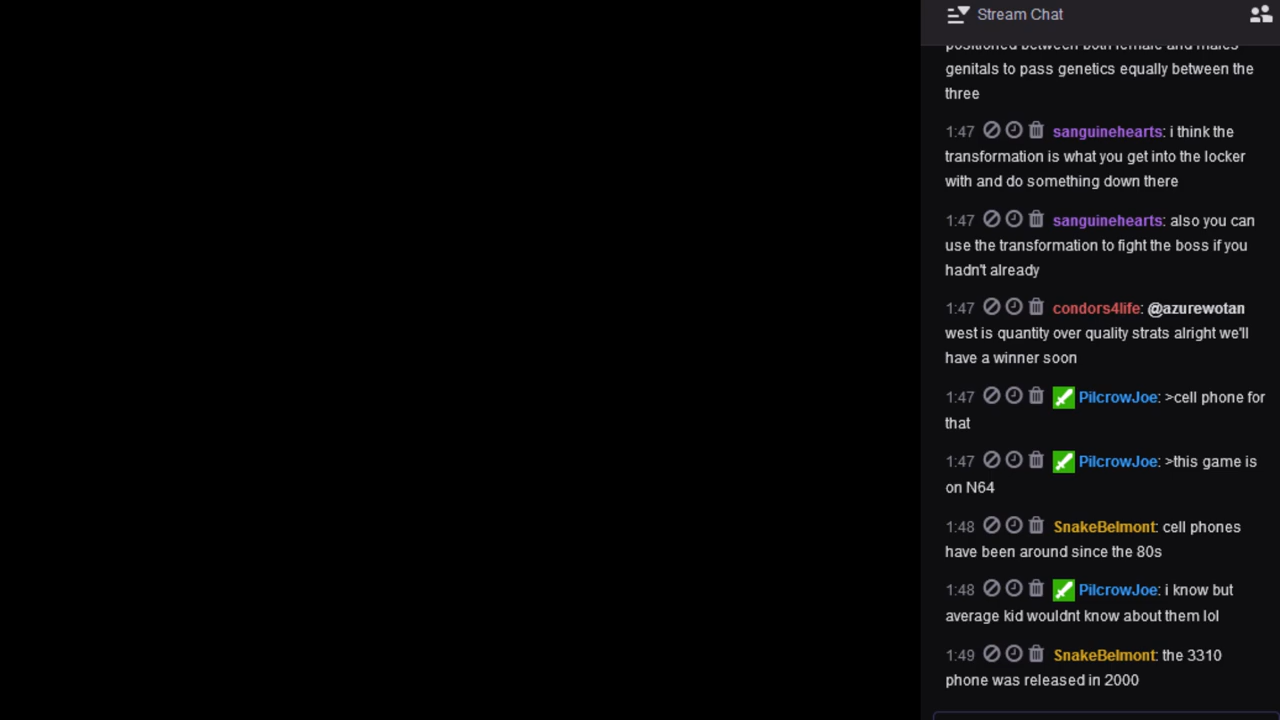 Stream Chat
positioned between both female and males
genitals to pass genetics equally between the
three
1:47 sanguinehearts: i think the
transformation is what you get into the locker
with and do something down there
1:47 sanguinehearts: also you can
use the transformation to fight the boss if you
hadn't already
1:47 condors4life: @azurewotan
west is quantity over quality strats alright we'll
have a winner soon
1:47 PilcrowJoe: >cell phone for
that
1:47 PilcrowJoe: >this game is
on N64
1:48 SnakeBelmont: cell phones
have been around since the 80s
1:48 PilcrowJoe: i know but
average kid wouldnt know about them lol
1:49 SnakeBelmont: the 3310
phone was released in 2000